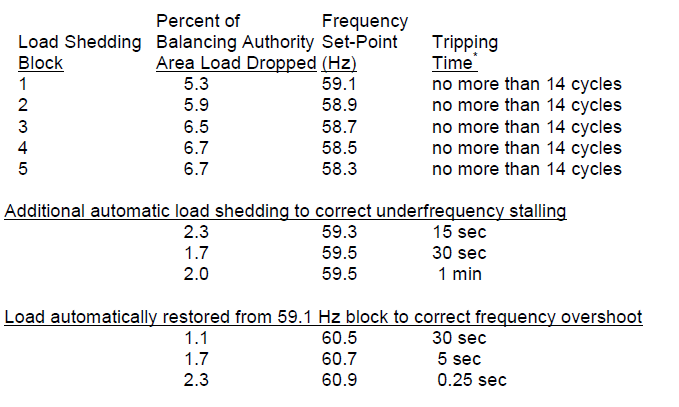 Percent of Frequency
Load Shedding Balancing Authority Set-Point Tripping
Block Area Load Dropped (Hz) Time*
1 5.3 59.1 no more than 14 cycles
2 5.9 58.9 no more than 14 cycles
3 6.5 58.7 no more than 14 cycles
4 6.7 58.5 no more than 14 cycles
5 6.7 58.3 no more than 14 cycles
Additional automatic load shedding to correct underfrequency stalling
2.3 59.3 15 sec
1.7 59.5 30 sec
2.0 59.5 1 min
Load automatically restored from 59.1 Hz block to correct frequency overshoot
1.1 60.5 30 sec
1.7 60.7 5 sec
2.3 60.9 0.25 sec